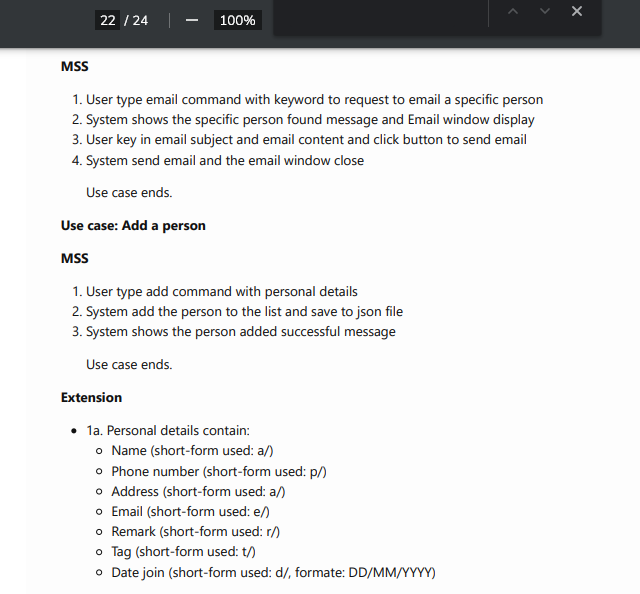 22 / 24 100%
MSS
1. User type email command with keyword to request to email a specific person
2. System shows the specific person found message and Email window display
3. User key in email subject and email content and click button to send email
4. System send email and the email window close
Use case ends.
Use case: Add a person
MSS
1. User type add command with personal details
2. System add the person to the list and save to json file
3. System shows the person added successful message
Use case ends.
Extension
• 1a. Personal details contain:
◦ Name (short-form used: a/)
◦ Phone number (short-form used: p/)
◦ Address (short-form used: a/)
◦ Email (short-form used: e/)
◦ Remark (short-form used: r/)
◦ Tag (short-form used: t/)
◦ Date join (short-form used: d/, formate: DD/MM/YYYY)